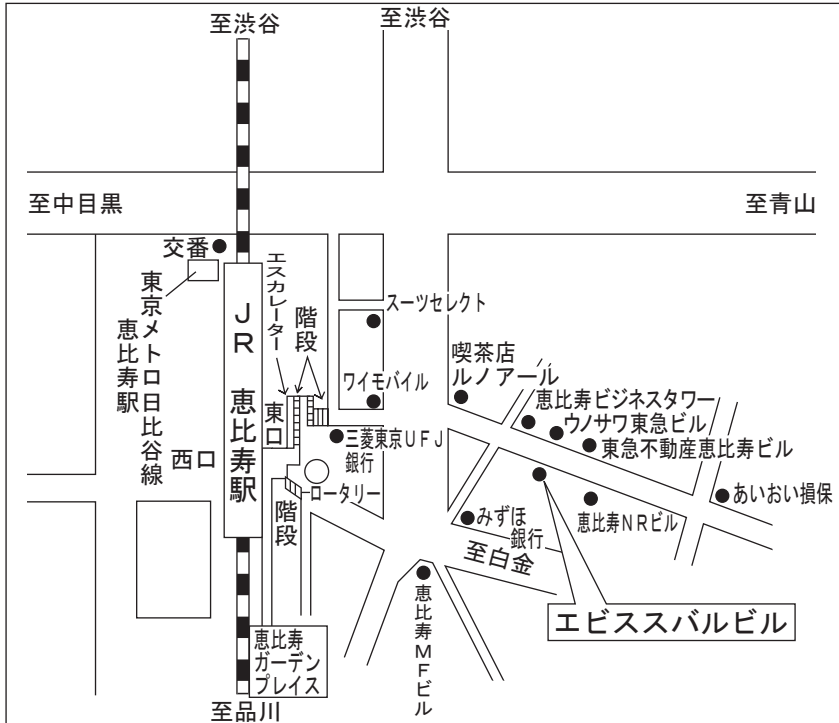 至渋谷
至渋谷
至中目黒
至青山
交番
東京メトロ日比谷線
恵比寿駅
JR 恵比寿駅
エスカレーター
階段
東口
西口
スーツセレクト
ワイモバイル
喫茶店
ルノアール
恵比寿ビジネスタワー
ウノサワ東急ビル
東急不動産恵比寿ビル
三菱東京UFJ
銀行
ロータリー
階段
みずほ
銀行
至白金
恵比寿NRビル
あいおい損保
エビススバルビル
恵比寿MFビル
恵比寿
ガーデン
プレイス
至品川